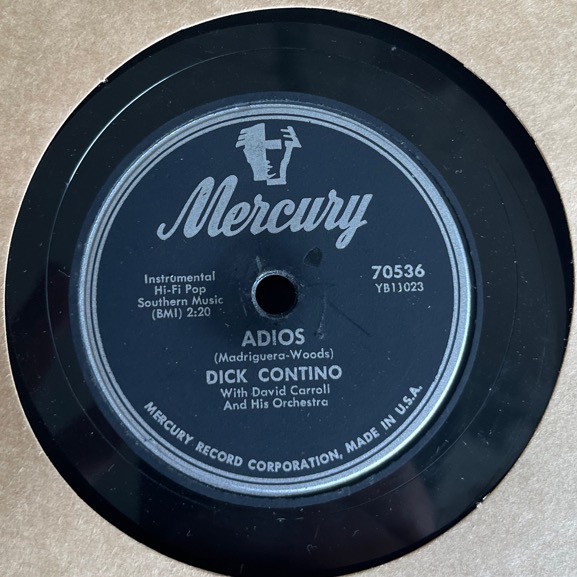 Mercury
Instrumental
Hi-Fi Pop
Southern Music
(BMI) 2:20
70536
YB11023
ADIOS
(Madriguera-Woods)
DICK CONTINO
With David Carroll
And His Orchestra
MERCURY RECORD CORPORATION, MADE IN U.S.A.